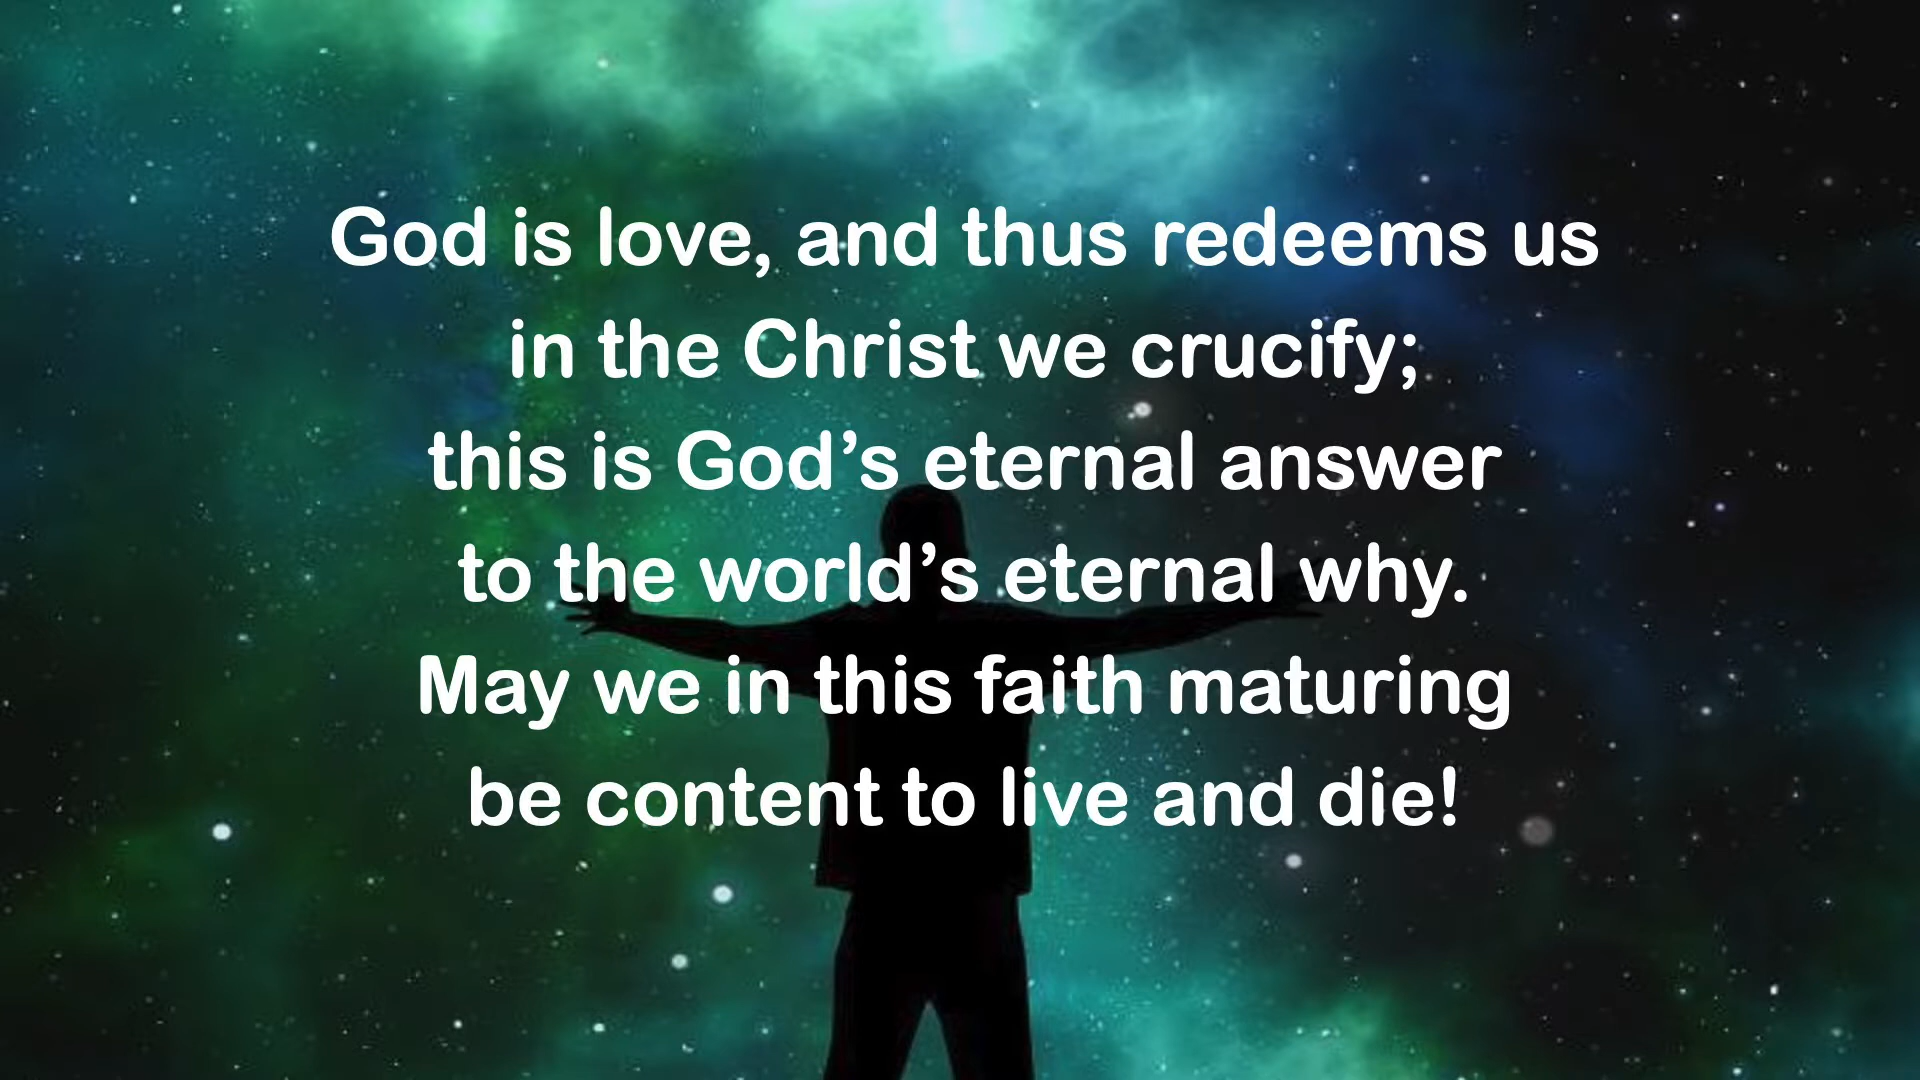 God is love, and thus redeems us
in the Christ we crucify;
this is God’s eternal answer
to the world’s eternal why.
May we in this faith maturing
be content to live and die!